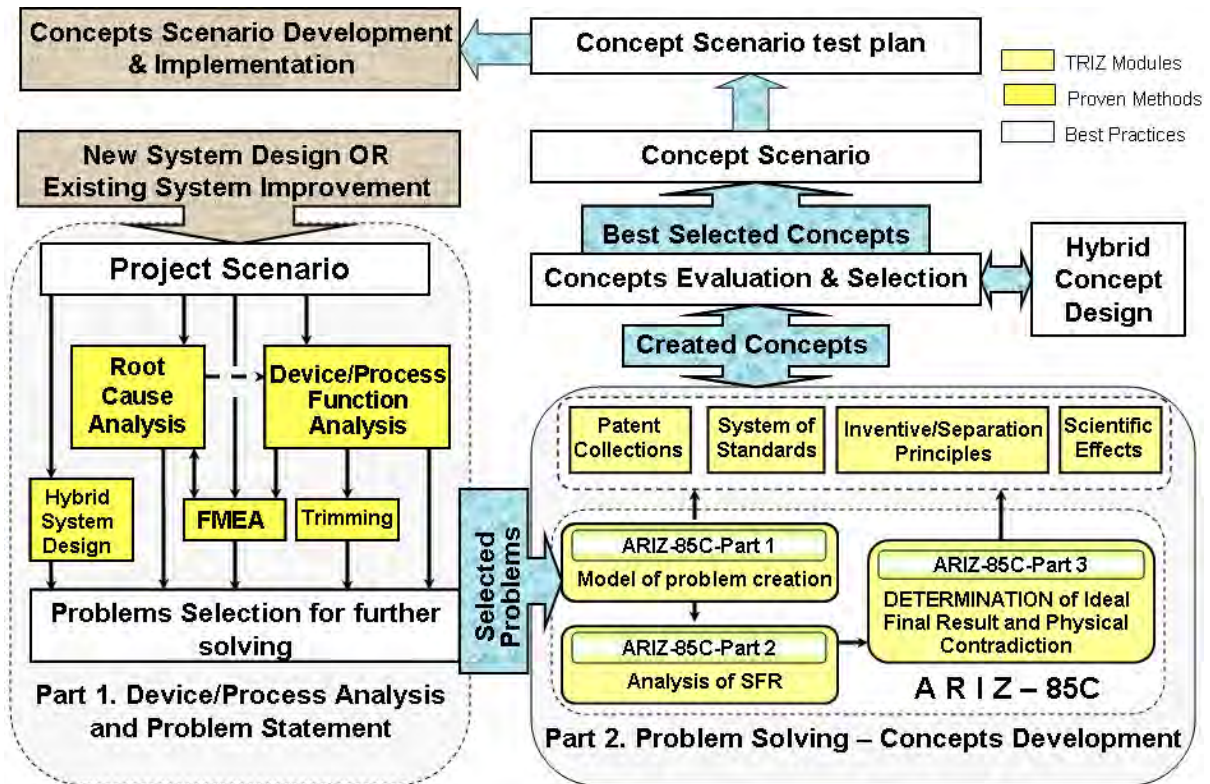 Concepts Scenario Development
& Implementation
Concept Scenario test plan
TRIZ Modules
Proven Methods
Best Practices
New System Design OR
Existing System Improvement
Concept Scenario
Best Selected Concepts
Concepts Evaluation & Selection
Hybrid
Concept
Design
Created Concepts
Project Scenario
Root
Cause
Analysis
Device/Process
Function
Analysis
Hybrid
System
Design
FMEA
Trimming
Problems Selection for further
solving
Part 1. Device/Process Analysis
and Problem Statement
Selected
Problems
Patent
Collections
System of
Standards
Inventive/Separation
Principles
Scientific
Effects
ARIZ-85C-Part 1
Model of problem creation
ARIZ-85C-Part 2
Analysis of SFR
ARIZ-85C-Part 3
DETERMINATION of Ideal
Final Result and Physical
Contradiction
A R I Z – 85C
Part 2. Problem Solving – Concepts Development